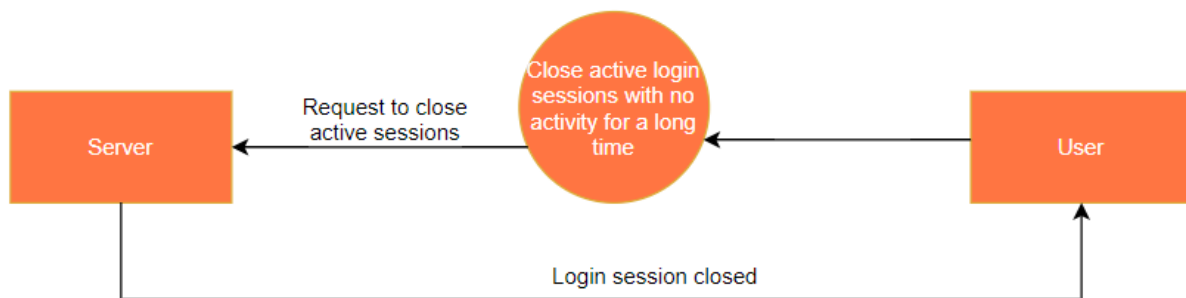 Close active login
sessions with no
activity for a long
time
Request to close
active sessions
Server
User
Login session closed